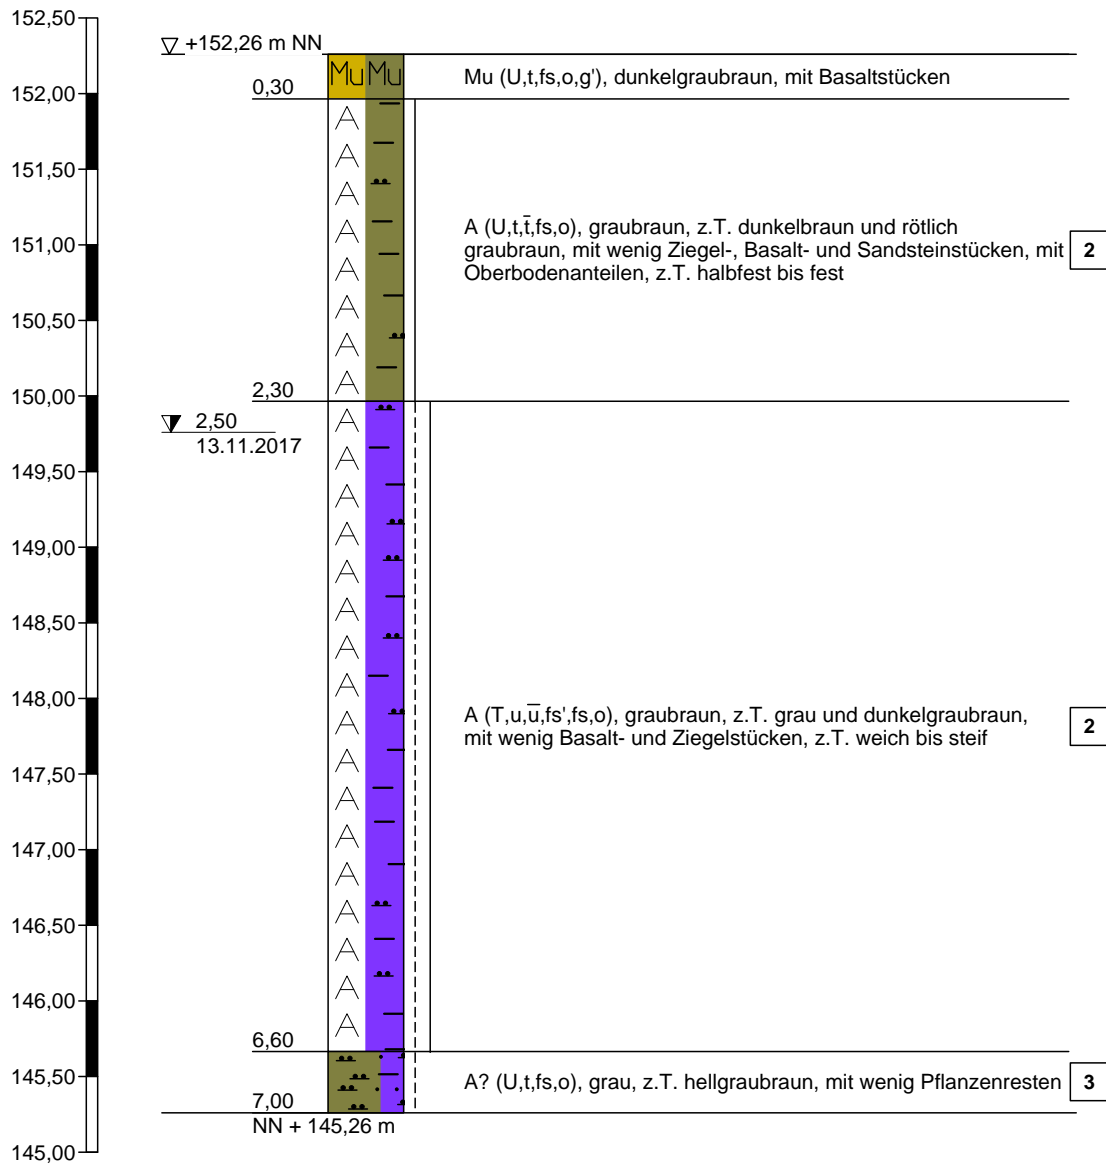 152,50
+152,26 m NN
Mu Mu
Mu (U,t,fs,o,g'), dunkelgraubraun, mit Basaltstücken
0,30
152,00
A
A
151,50
A
A
A (U,t,t̅,fs,o), graubraun, z.T. dunkelbraun und rötlich
graubraun, mit wenig Ziegel-, Basalt- und Sandsteinstücken, mit
Oberbodenanteilen, z.T. halbfest bis fest
2
151,00
A
A
150,50
A
A
2,30
150,00
A
2,50
13.11.2017
A
149,50
A
A
149,00
A
A
148,50
A
A
148,00
A
A (T,u,u̅,fs',fs,o), graubraun, z.T. grau und dunkelgraubraun,
mit wenig Basalt- und Ziegelstücken, z.T. weich bis steif
2
A
A
147,50
A
A
147,00
A
A
146,50
A
A
146,00
A
A
6,60
145,50
A? (U,t,fs,o), grau, z.T. hellgraubraun, mit wenig Pflanzenresten
3
7,00
NN + 145,26 m
145,00